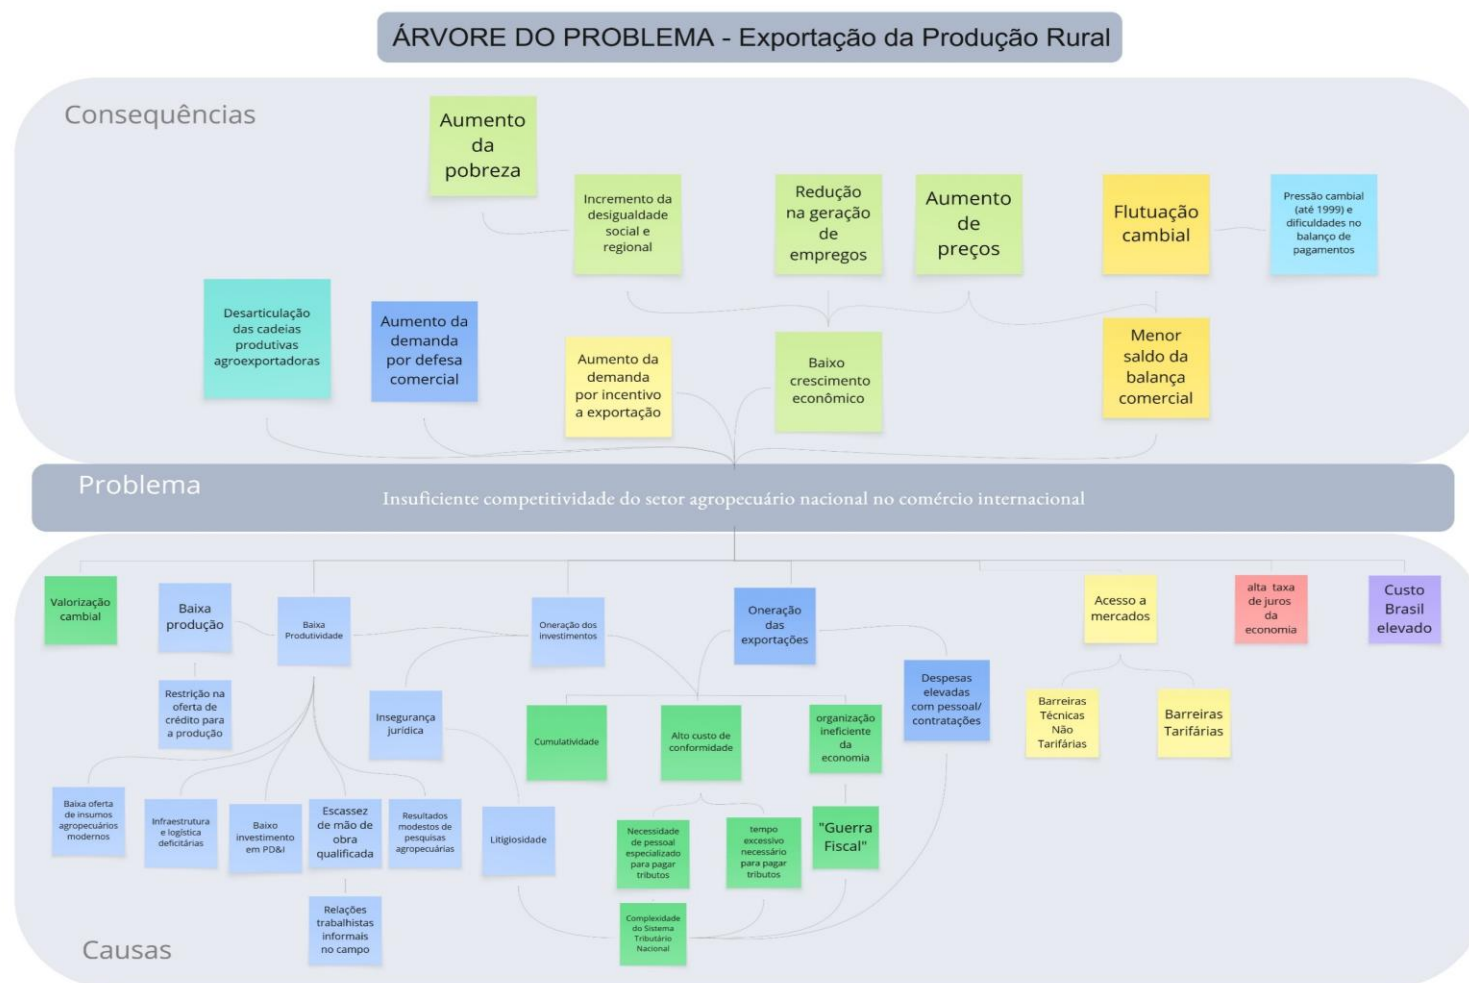 ÁRVORE DO PROBLEMA - Exportação da Produção Rural
Consequências
Aumento
da
pobreza
Incremento da
desigualdade
social e
regional
Redução
na geração
de
empregos
Aumento
de
preços
Flutuação
cambial
Pressão cambial
(até 1999) e
dificuldades no
balanço de
pagamentos
Desarticulação
das cadeias
produtivas
agroexportadoras
Aumento da
demanda
por defesa
comercial
Aumento da
demanda
por incentivo
a exportação
Baixo
crescimento
econômico
Menor
saldo da
balança
comercial
Problema
Insuficiente competitividade do setor agropecuário nacional no comércio internacional
Valorização
cambial
Baixa
produção
Baixa
Produtividade
Oneração dos
investimentos
Oneração
das
exportações
Acesso a
mercados
alta taxa
de juros
da
economia
Custo
Brasil
elevado
Restrição na
oferta de
crédito para
a produção
Insegurança
jurídica
Cumulatividade
Alto custo de
conformidade
organização
ineficiente
da
economia
Despesas
elevadas
com pessoal/
contratações
Barreiras
Técnicas
Não
Tarifárias
Barreiras
Tarifárias
Baixa oferta
de insumos
agropecuários
modernos
Infraestrutura
e logística
deficitárias
Baixo
investimento
em PD&I
Escassez
de mão de
obra
qualificada
Resultados
modestos de
pesquisas
agropecuárias
Litigiosidade
Necessidade
de pessoal
especializado
para pagar
tributos
tempo
excessivo
necessário
para pagar
tributos
"Guerra
Fiscal"
Relações
trabalhistas
informais
no campo
Complexidade
do Sistema
Tributário
Nacional
Causas